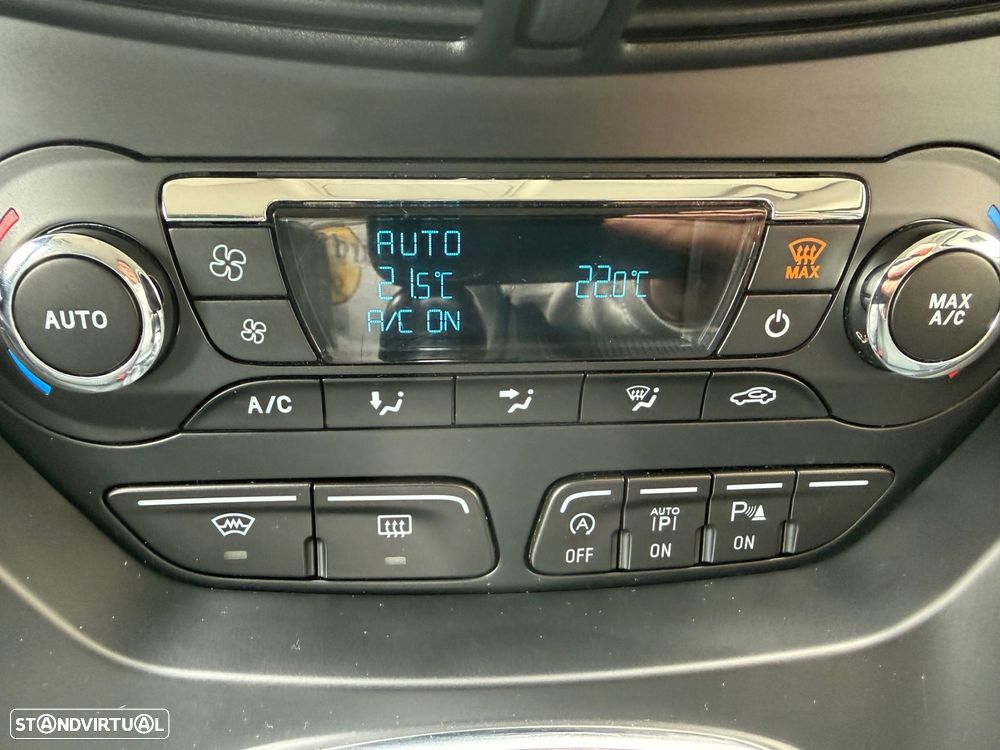 AUTO
21.5°C 22.0°C
A/C ON
AUTO
MAX
MAX
A/C
A/C
OFF
AUTO
P
ON
P
ON
STANDVIRTUAL